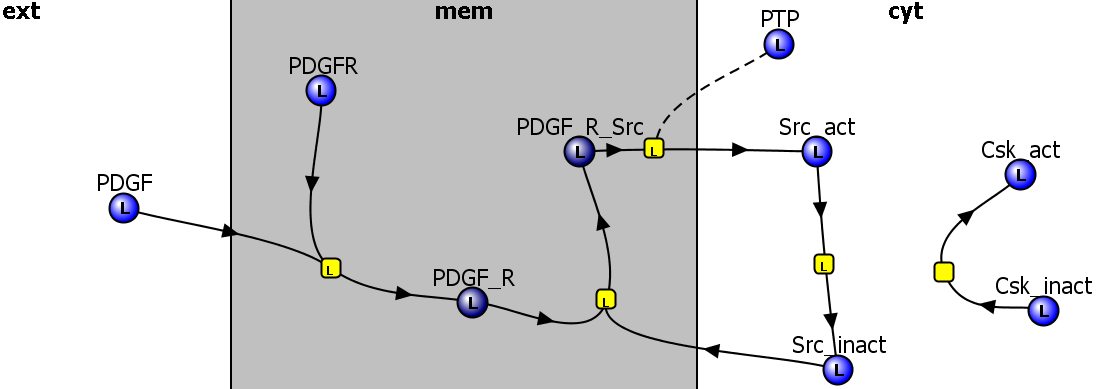 ext
mem
cyt
PTP
PDGFR
L
L
PDGF_R_Src
Src_act
L
L
L
Csk_act
L
PDGF
L
L
L
PDGF_R
L
L
Csk_inact
L
Src_inact
L